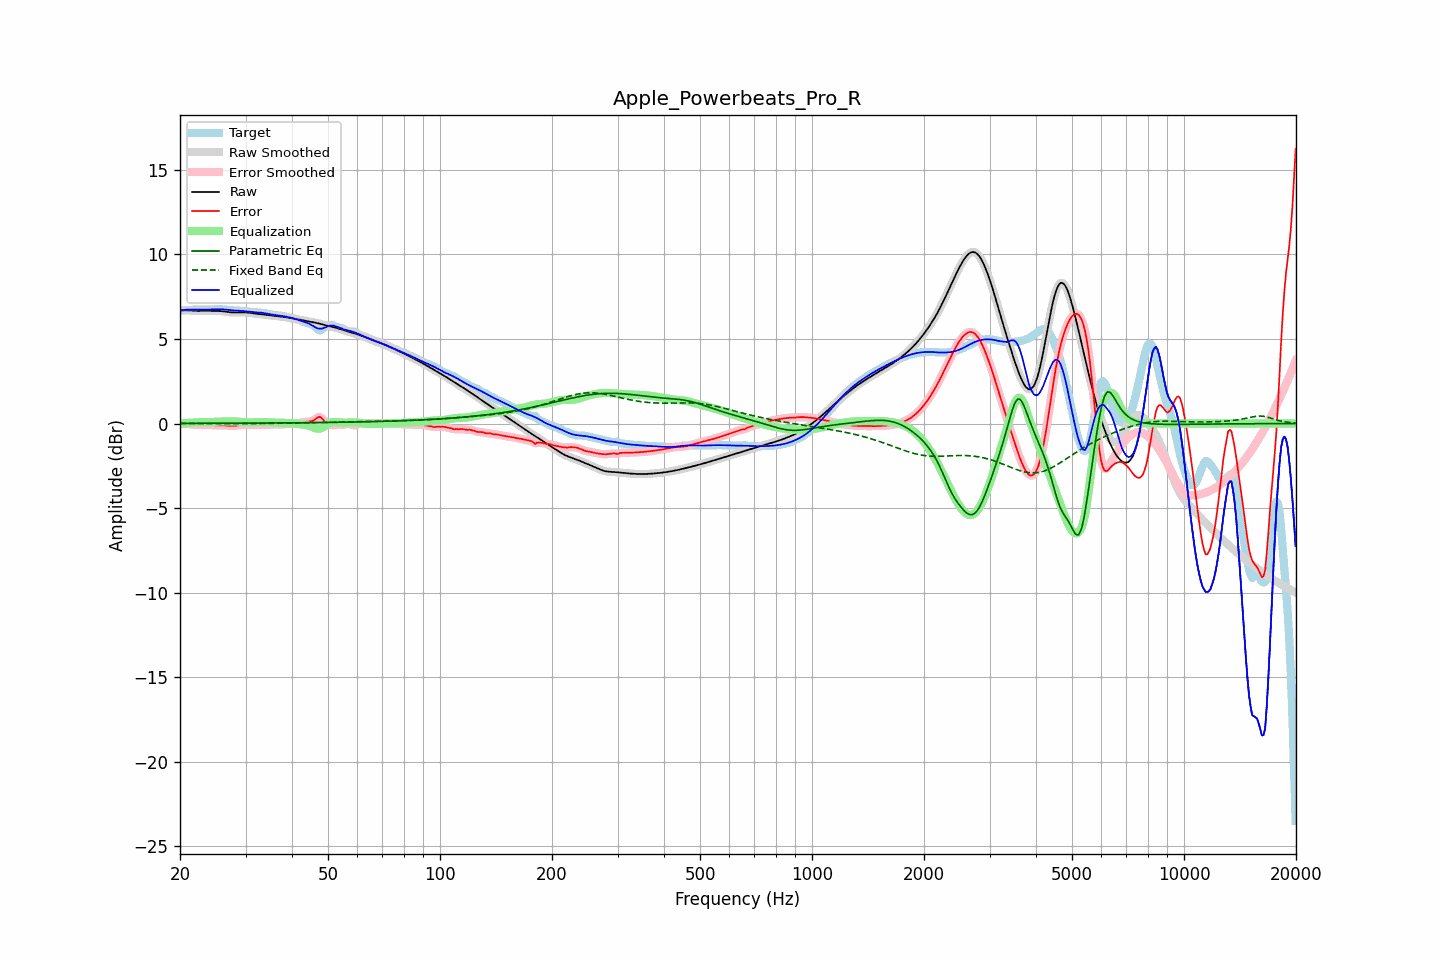 Apple_Powerbeats_Pro_R
Target
Raw Smoothed
Error Smoothed
Raw
Error
Equalization
Parametric Eq
Fixed Band Eq
Equalized
15
10
5
0
−5
−10
−15
−20
−25
Amplitude (dBr)
20 50 100 200 500 1000 2000 5000 10000 20000
Frequency (Hz)